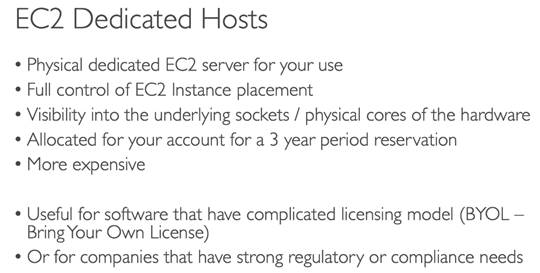 EC2 Dedicated Hosts
• Physical dedicated EC2 server for your use
• Full control of EC2 Instance placement
• Visibility into the underlying sockets / physical cores of the hardware
• Allocated for your account for a 3 year period reservation
• More expensive
• Useful for software that have complicated licensing model (BYOL –
Bring Your Own License)
• Or for companies that have strong regulatory or compliance needs